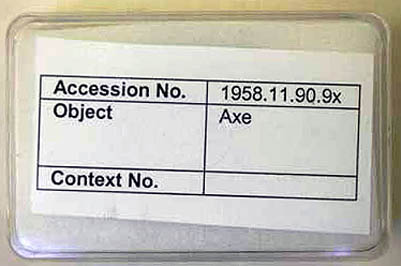 Accession No. 1958.11.90.9x
Object Axe
Context No.